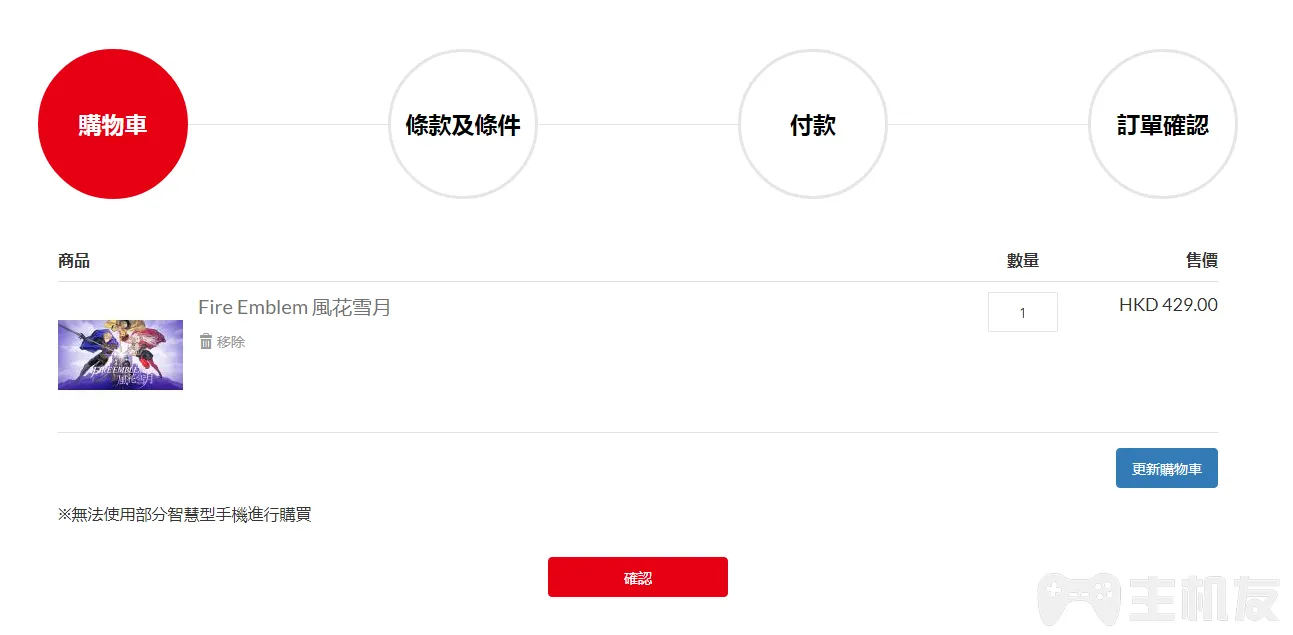 購物車
條款及條件
付款
訂單確認
商品 數量 售價
Fire Emblem 風花雪月 1 HKD 429.00
移除
FIRE EMBLEM
風花雪月
更新購物車
※無法使用部分智慧型手機進行購買
確認
主机友